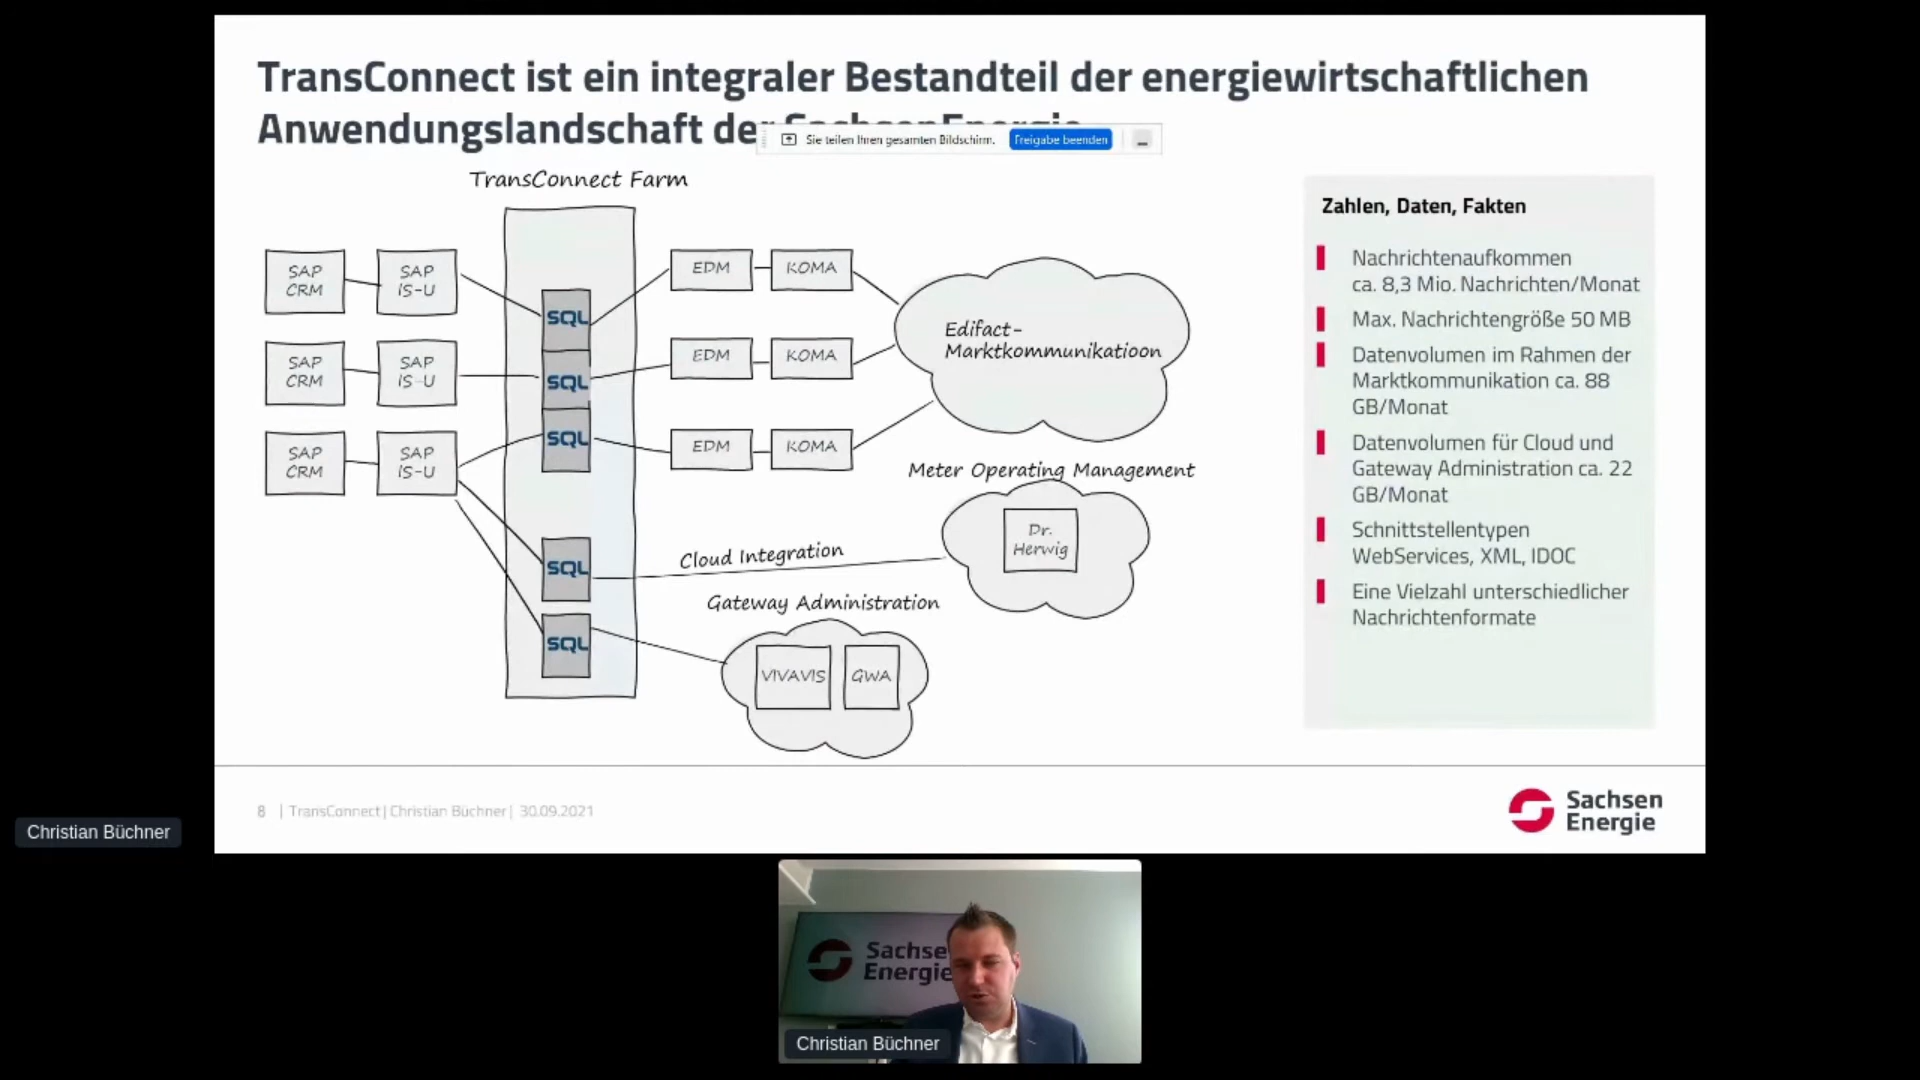 TransConnect ist ein integraler Bestandteil der energiewirtschaftlichen
Anwendungslandschaft der SachsenEnergie
Sie teilen Ihren gesamten Bildschirm.
Freigabe beenden
TransConnect Farm
SAP
CRM
SAP
IS-U
SQL
EDM
KOMA
SAP
CRM
SAP
IS-U
SQL
EDM
KOMA
SAP
CRM
SAP
IS-U
SQL
EDM
KOMA
Edifact-
Marktkommunikatioon
Meter Operating Management
Dr.
Herwig
SQL
Cloud Integration
Gateway Administration
SQL
VIVAVIS
GWA
Zahlen, Daten, Fakten
Nachrichtenaufkommen
ca. 8,3 Mio. Nachrichten/Monat
Max. Nachrichtengröße 50 MB
Datenvolumen im Rahmen der
Marktkommunikation ca. 88
GB/Monat
Datenvolumen für Cloud und
Gateway Administration ca. 22
GB/Monat
Schnittstellentypen
WebServices, XML, IDOC
Eine Vielzahl unterschiedlicher
Nachrichtenformate
8 | TransConnect | Christian Büchner | 30.09.2021
Sachsen
Energie
Christian Büchner
Sachse
Energie
Christian Büchner